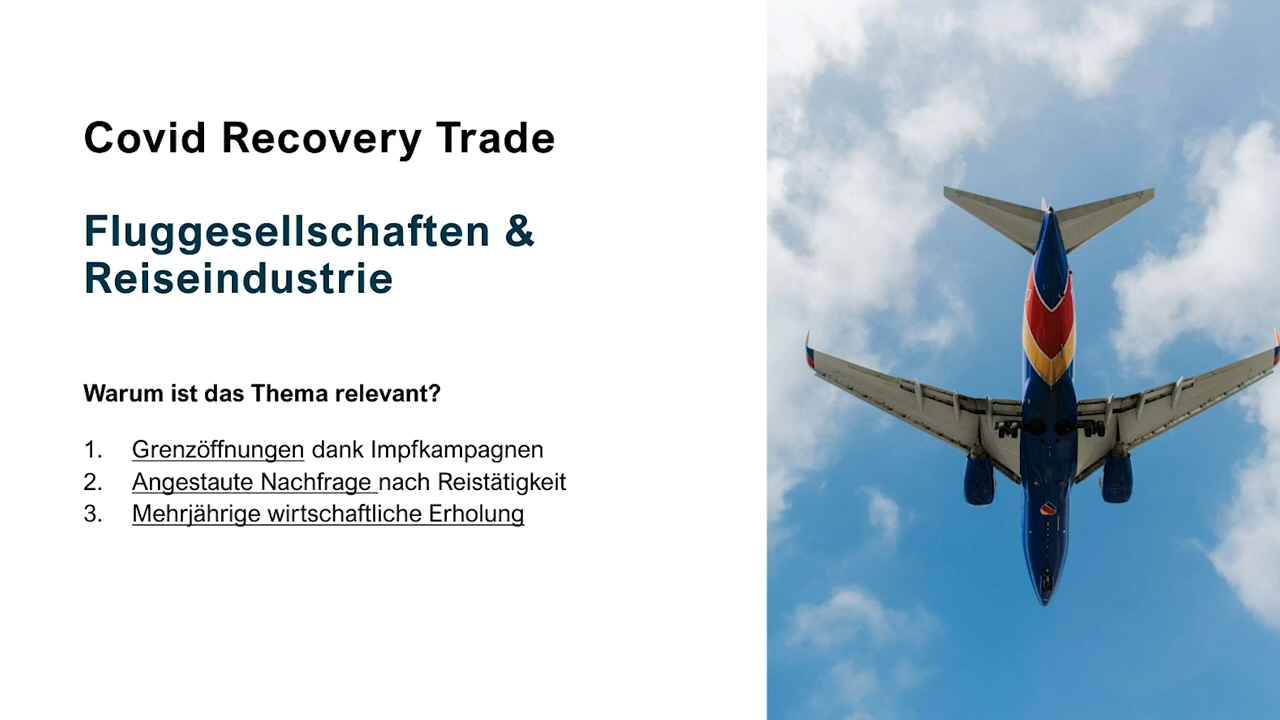 Covid Recovery Trade
Fluggesellschaften &
Reiseindustrie
Warum ist das Thema relevant?
1. Grenzöffnungen dank Impfkampagnen
2. Angestaute Nachfrage nach Reistätigkeit
3. Mehrjährige wirtschaftliche Erholung